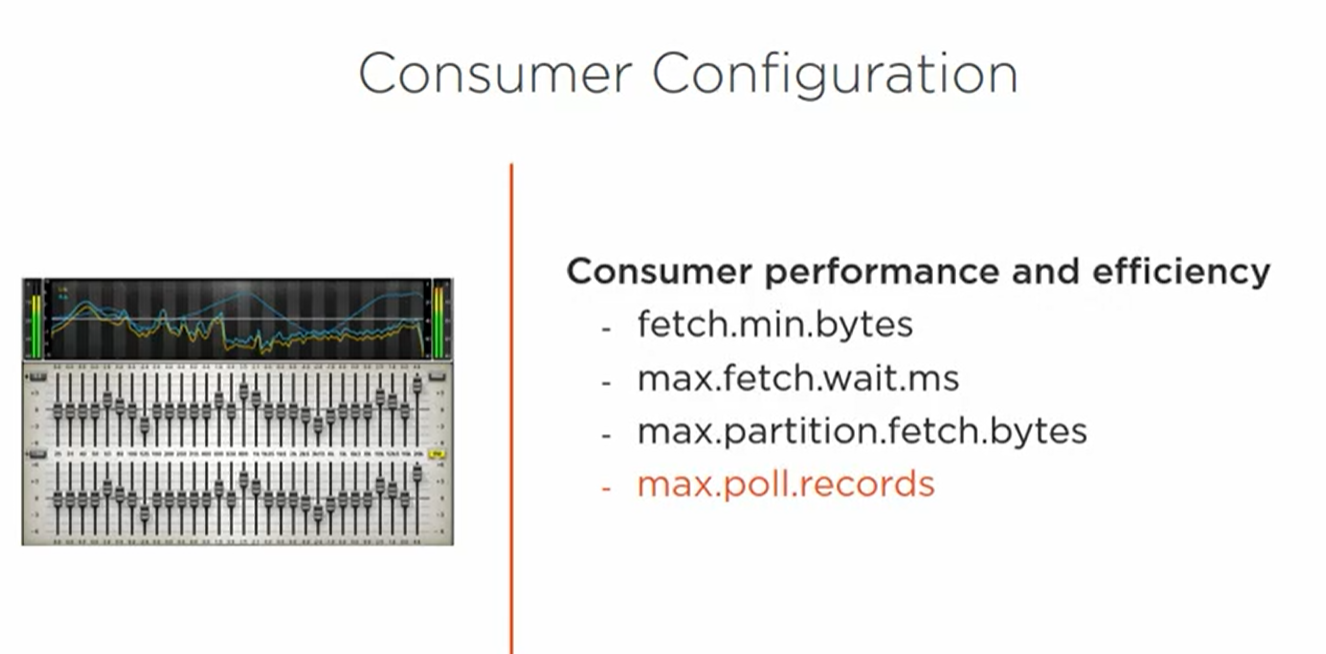 Consumer Configuration
Consumer performance and efficiency
- fetch.min.bytes
- max.fetch.wait.ms
- max.partition.fetch.bytes
- max.poll.records